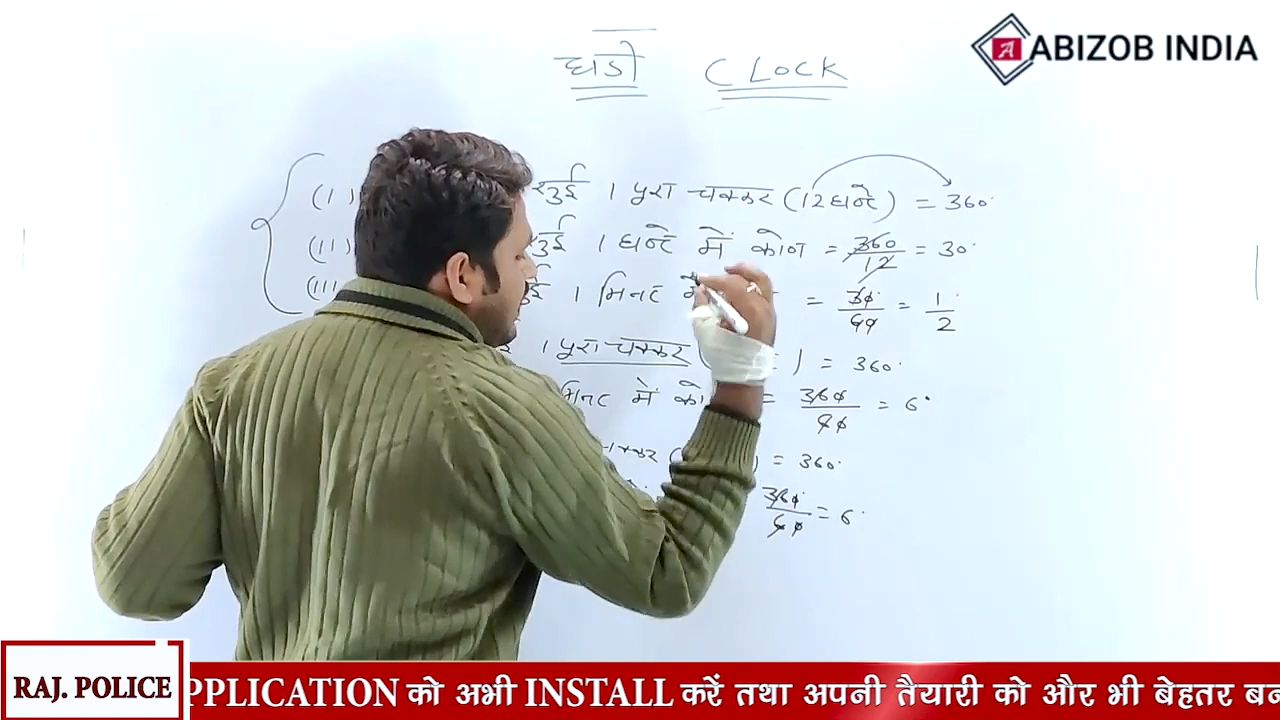 ABIZOB INDIA
घडी CLOCK
(I) सुई 1 पूरा चक्कर (12 घन्टे) = 360°
(II) सुई 1 घन्टे में कोन = 360/12 = 30°
(III) 1 मिनट = 30/60 = 1/2°
1 पूरा चक्कर ( ) = 360°
मिनट में = 360/60 = 6°
चक्कर ( ) = 360°
360/60 = 6°
RAJ. POLICE
PPLICATION को अभी INSTALL करें तथा अपनी तैयारी को और भी बेहतर बन